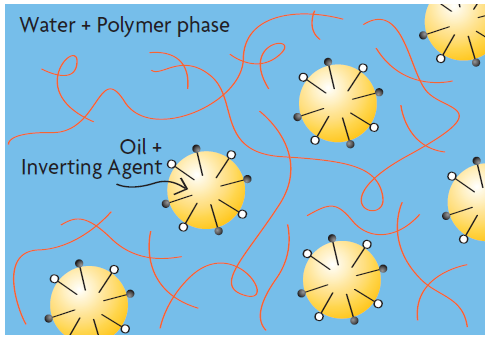 Water + Polymer phase
Oil +
Inverting Agent